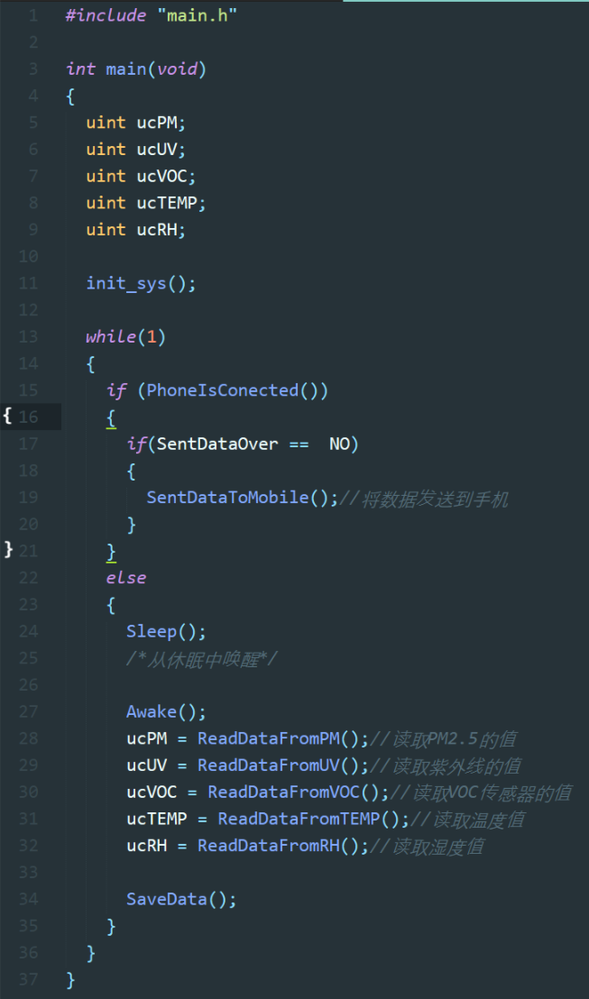 1 #include "main.h"
2
3 int main(void)
4 {
5 uint ucPM;
6 uint ucUV;
7 uint ucVOC;
8 uint ucTEMP;
9 uint ucRH;
10
11 init_sys();
12
13 while(1)
14 {
15 if (PhoneIsConected())
{ 16 {
17 if(SentDataOver ==  NO)
18 {
19 SentDataToMobile();//将数据发送到手机
20 }
} 21 }
22 else
23 {
24 Sleep();
25 /*从休眠中唤醒*/
26
27 Awake();
28 ucPM = ReadDataFromPM();//读取PM2.5的值
29 ucUV = ReadDataFromUV();//读取紫外线的值
30 ucVOC = ReadDataFromVOC();//读取VOC传感器的值
31 ucTEMP = ReadDataFromTEMP();//读取温度值
32 ucRH = ReadDataFromRH();//读取湿度值
33
34 SaveData();
35 }
36 }
37 }